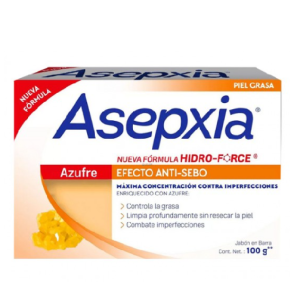 NUEVA FÓRMULA
PIEL GRASA
Asepxia®
NUEVA FÓRMULA HIDRO-FORCE®
Azufre
EFECTO ANTI-SEBO
MÁXIMA CONCENTRACIÓN CONTRA IMPERFECCIONES
ENRIQUECIDO CON AZUFRE:
✓ Controla la grasa
✓ Limpia profundamente sin resecar la piel
✓ Combate imperfecciones
Jabón en Barra
Cont. Net.: 100 g**